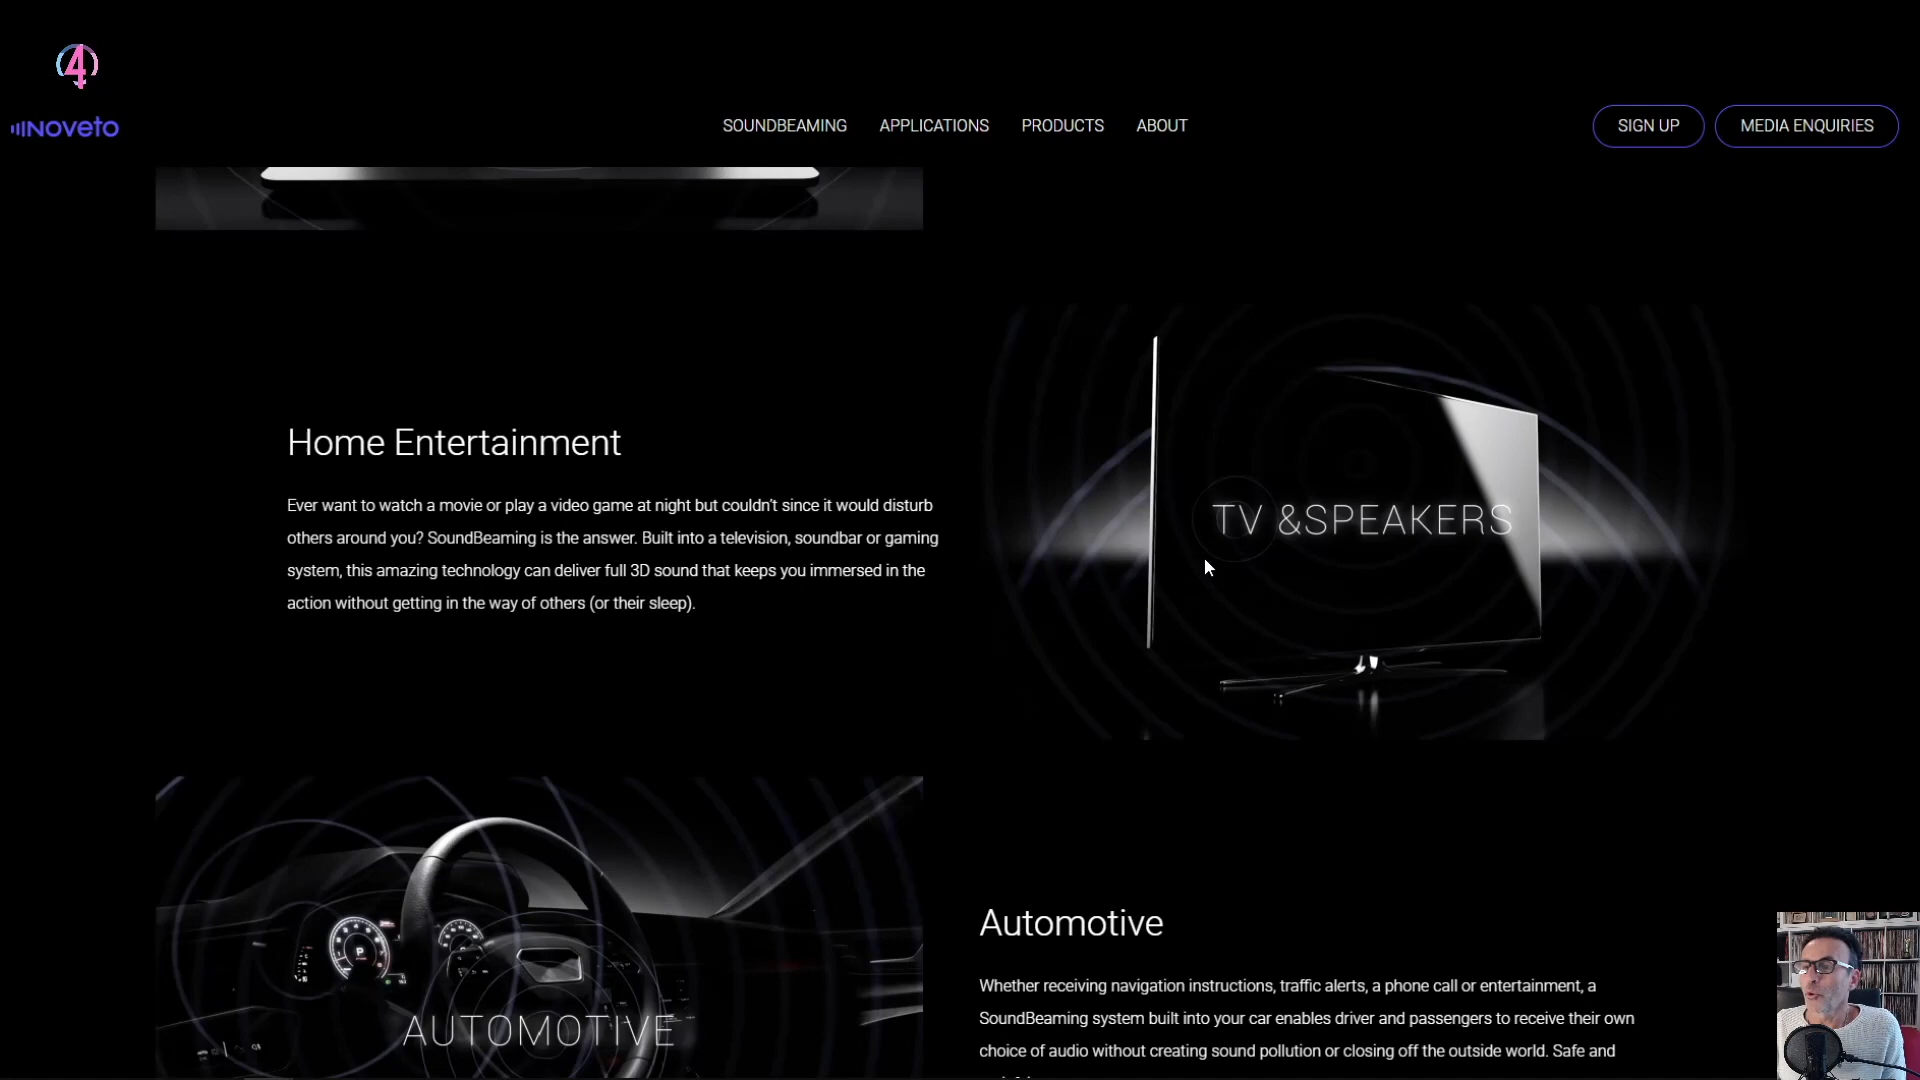 4
Noveto
SOUNDBEAMING APPLICATIONS PRODUCTS ABOUT
SIGN UP MEDIA ENQUIRIES
Home Entertainment
Ever want to watch a movie or play a video game at night but couldn't since it would disturb
others around you? SoundBeaming is the answer. Built into a television, soundbar or gaming
system, this amazing technology can deliver full 3D sound that keeps you immersed in the
action without getting in the way of others (or their sleep).
TV &SPEAKERS
AUTOMOTIVE
Automotive
Whether receiving navigation instructions, traffic alerts, a phone call or entertainment, a
SoundBeaming system built into your car enables driver and passengers to receive their own
choice of audio without creating sound pollution or closing off the outside world. Safe and